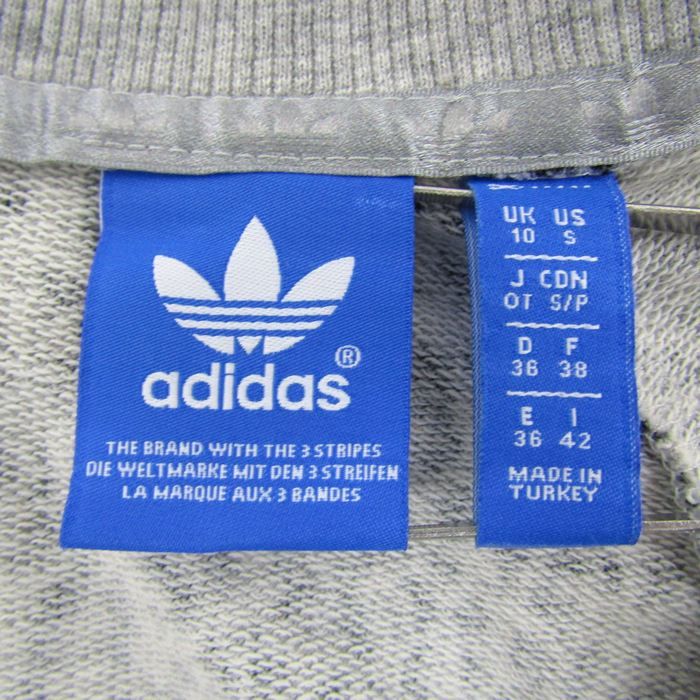 adidas®
THE BRAND WITH THE 3 STRIPES
DIE WELTMARKE MIT DEN 3 STREIFEN
LA MARQUE AUX 3 BANDES
UK US
10 S
J CDN
OT S/P
D F
36 38
E I
36 42
MADE IN
TURKEY